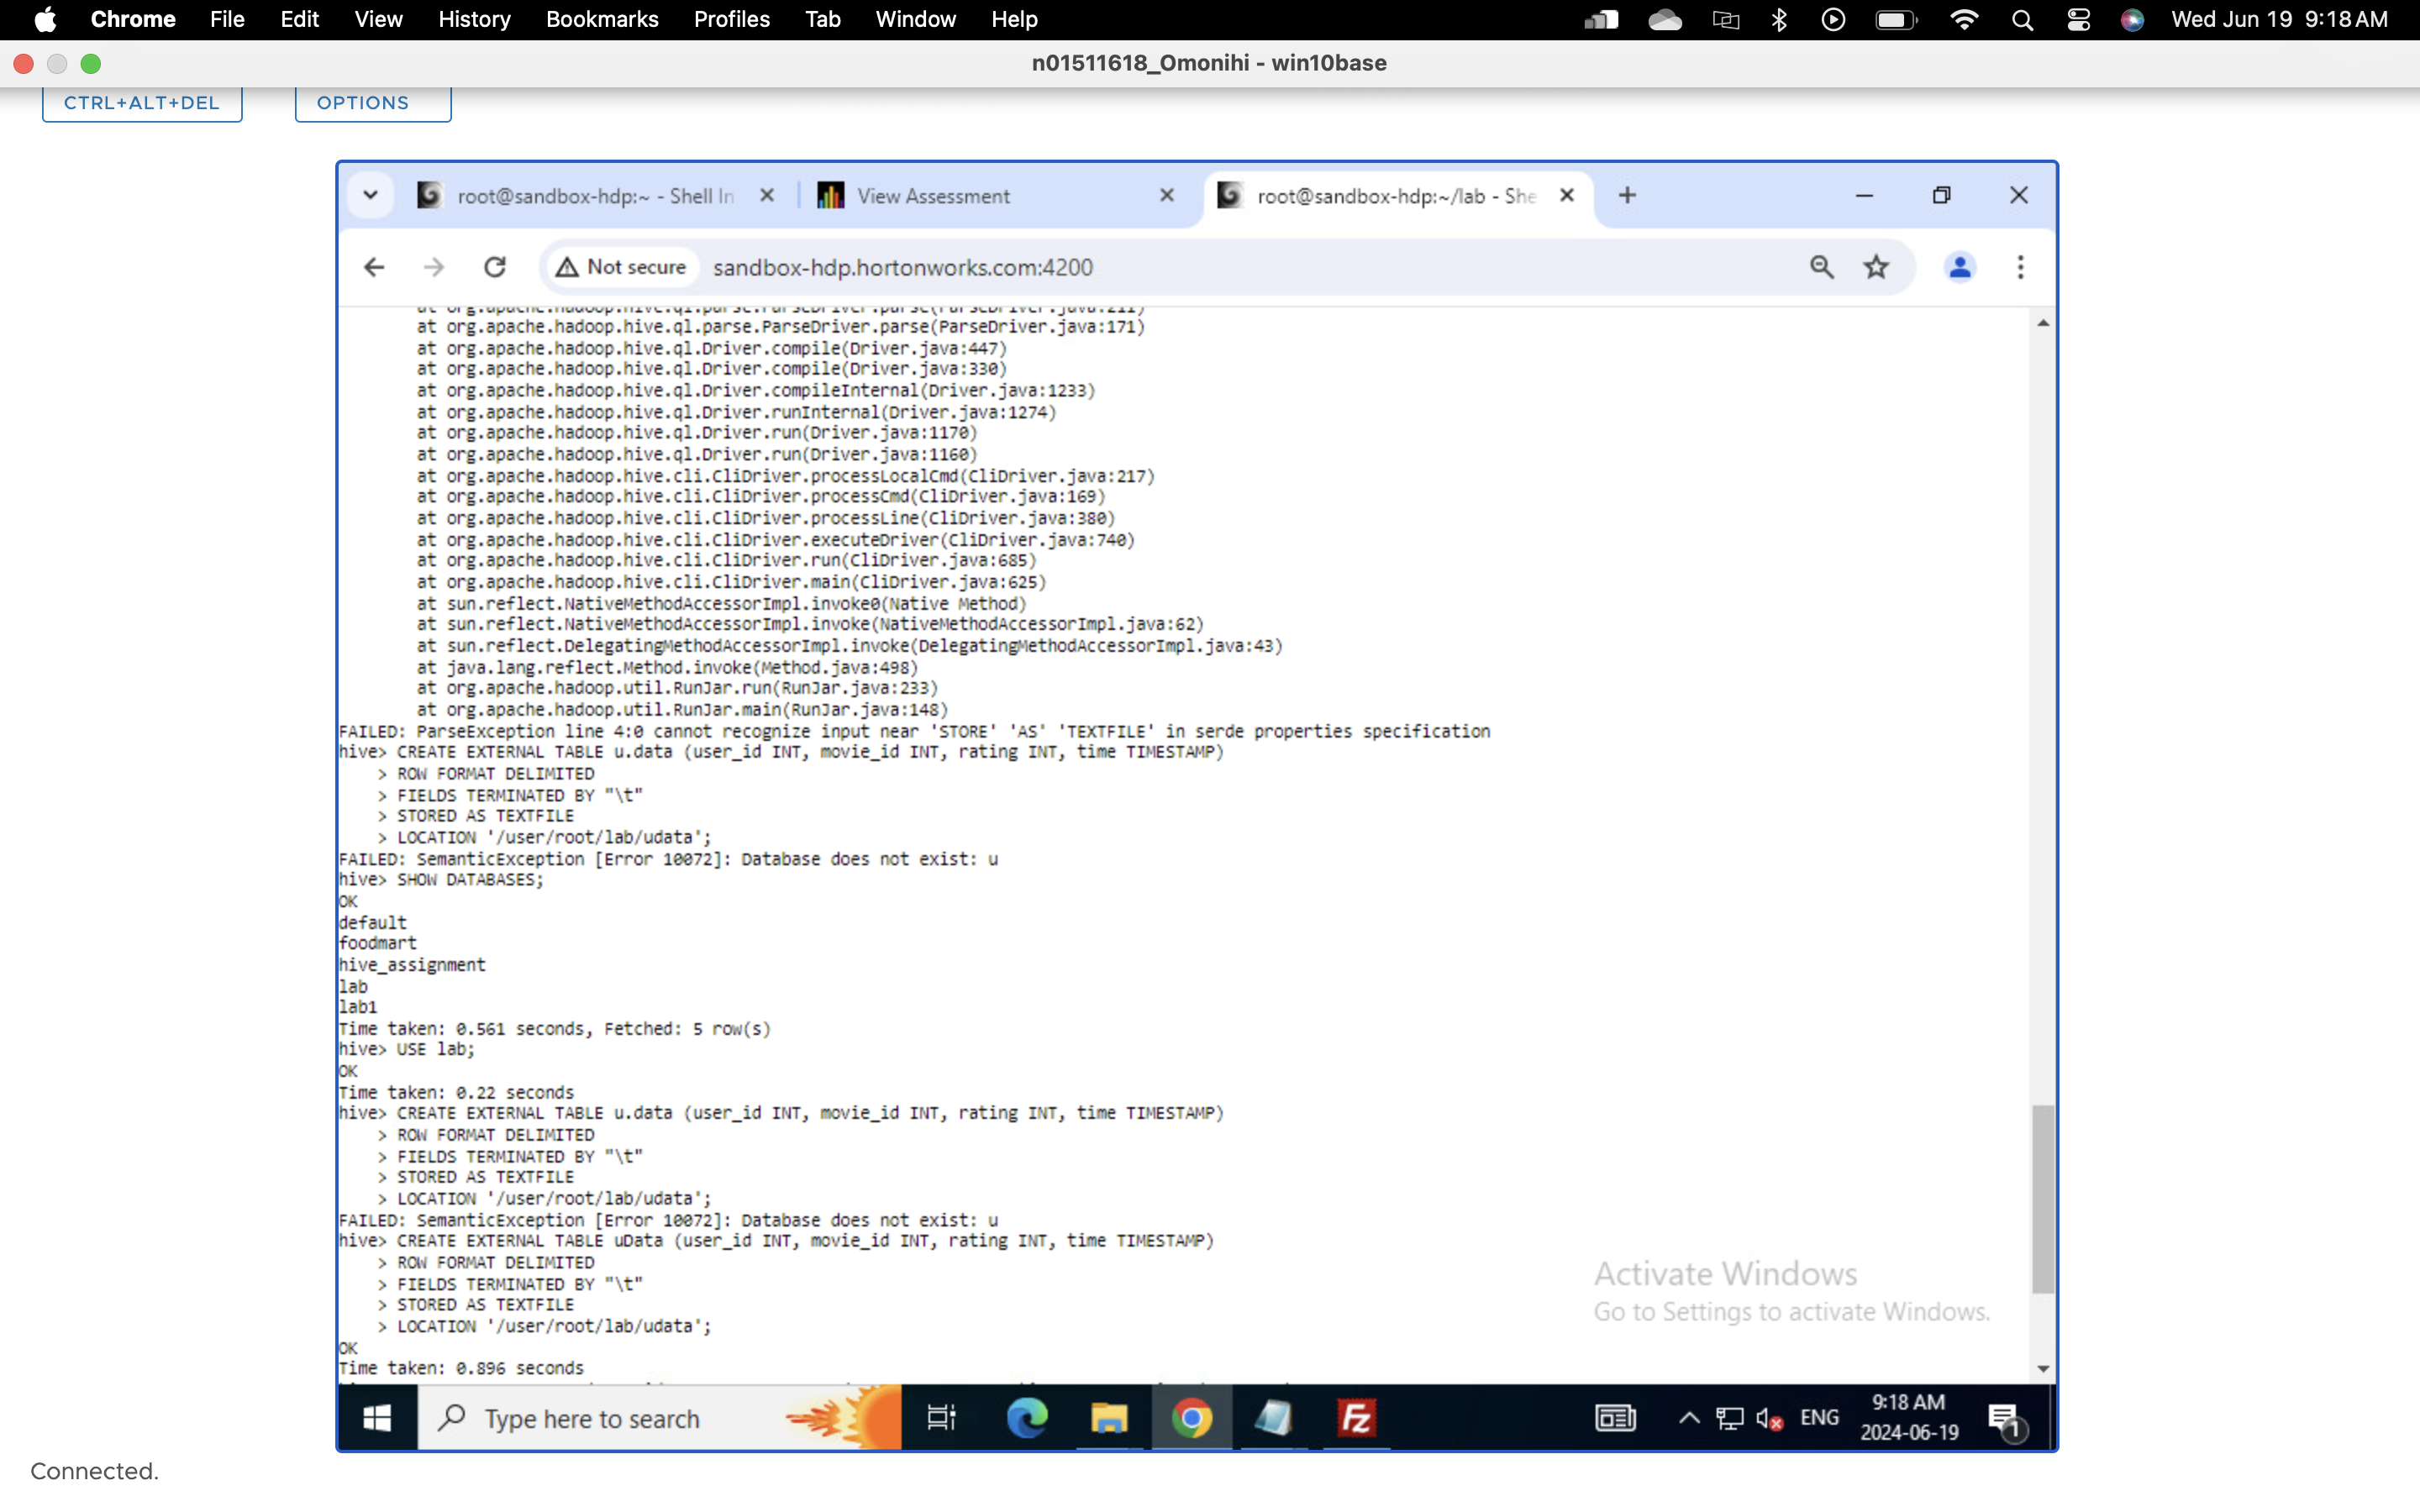 Chrome File Edit View History Bookmarks Profiles Tab Window Help Wed Jun 19 9:18 AM
n01511618_Omonihi - win10base
CTRL+ALT+DEL OPTIONS
root@sandbox-hdp:~ - Shell In View Assessment root@sandbox-hdp:~/lab - She
Not secure sandbox-hdp.hortonworks.com:4200
at org.apache.hadoop.hive.ql.parse.ParseDriver.parse(ParseDriver.java:211)
at org.apache.hadoop.hive.ql.parse.ParseDriver.parse(ParseDriver.java:171)
at org.apache.hadoop.hive.ql.Driver.compile(Driver.java:447)
at org.apache.hadoop.hive.ql.Driver.compile(Driver.java:330)
at org.apache.hadoop.hive.ql.Driver.compileInternal(Driver.java:1233)
at org.apache.hadoop.hive.ql.Driver.runInternal(Driver.java:1274)
at org.apache.hadoop.hive.ql.Driver.run(Driver.java:1170)
at org.apache.hadoop.hive.ql.Driver.run(Driver.java:1160)
at org.apache.hadoop.hive.cli.CliDriver.processLocalCmd(CliDriver.java:217)
at org.apache.hadoop.hive.cli.CliDriver.processCmd(CliDriver.java:169)
at org.apache.hadoop.hive.cli.CliDriver.processLine(CliDriver.java:380)
at org.apache.hadoop.hive.cli.CliDriver.executeDriver(CliDriver.java:740)
at org.apache.hadoop.hive.cli.CliDriver.run(CliDriver.java:685)
at org.apache.hadoop.hive.cli.CliDriver.main(CliDriver.java:625)
at sun.reflect.NativeMethodAccessorImpl.invoke0(Native Method)
at sun.reflect.NativeMethodAccessorImpl.invoke(NativeMethodAccessorImpl.java:62)
at sun.reflect.DelegatingMethodAccessorImpl.invoke(DelegatingMethodAccessorImpl.java:43)
at java.lang.reflect.Method.invoke(Method.java:498)
at org.apache.hadoop.util.RunJar.run(RunJar.java:233)
at org.apache.hadoop.util.RunJar.main(RunJar.java:148)
FAILED: ParseException line 4:0 cannot recognize input near 'STORE' 'AS' 'TEXTFILE' in serde properties specification
hive> CREATE EXTERNAL TABLE u.data (user_id INT, movie_id INT, rating INT, time TIMESTAMP)
> ROW FORMAT DELIMITED
> FIELDS TERMINATED BY "\t"
> STORED AS TEXTFILE
> LOCATION '/user/root/lab/udata';
FAILED: SemanticException [Error 10072]: Database does not exist: u
hive> SHOW DATABASES;
OK
default
foodmart
hive_assignment
lab
lab1
Time taken: 0.561 seconds, Fetched: 5 row(s)
hive> USE lab;
OK
Time taken: 0.22 seconds
hive> CREATE EXTERNAL TABLE u.data (user_id INT, movie_id INT, rating INT, time TIMESTAMP)
> ROW FORMAT DELIMITED
> FIELDS TERMINATED BY "\t"
> STORED AS TEXTFILE
> LOCATION '/user/root/lab/udata';
FAILED: SemanticException [Error 10072]: Database does not exist: u
hive> CREATE EXTERNAL TABLE uData (user_id INT, movie_id INT, rating INT, time TIMESTAMP)
> ROW FORMAT DELIMITED
> FIELDS TERMINATED BY "\t"
> STORED AS TEXTFILE
> LOCATION '/user/root/lab/udata';
OK
Time taken: 0.896 seconds
Activate Windows
Go to Settings to activate Windows.
Type here to search ENG 9:18 AM
2024-06-19
1
Connected.